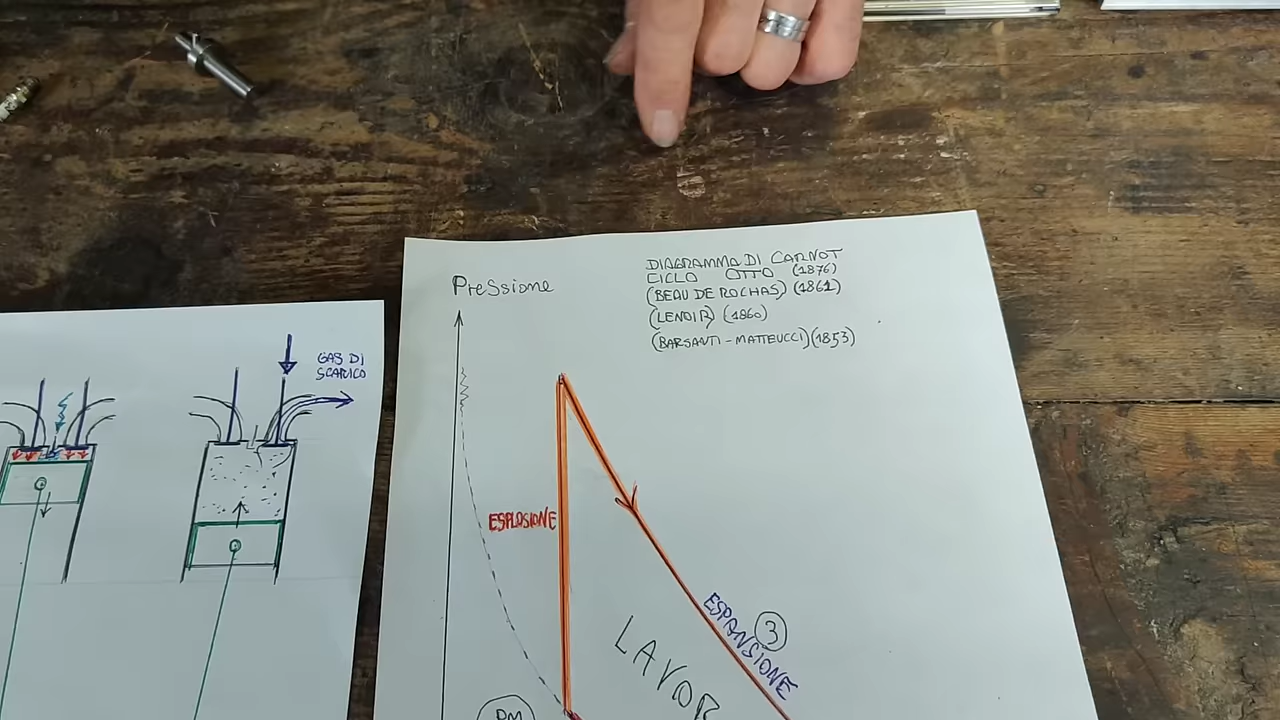 GAS DI
SCARICO
Pressione
DIAGRAMMA DI CARNOT
CICLO OTTO (1876)
(BEAU DE ROCHAS) (1861)
(LENOIR) (1860)
(BARSANTI-MATTEUCCI) (1853)
ESPLOSIONE
ESPANSIONE
3
LAVOR
PM